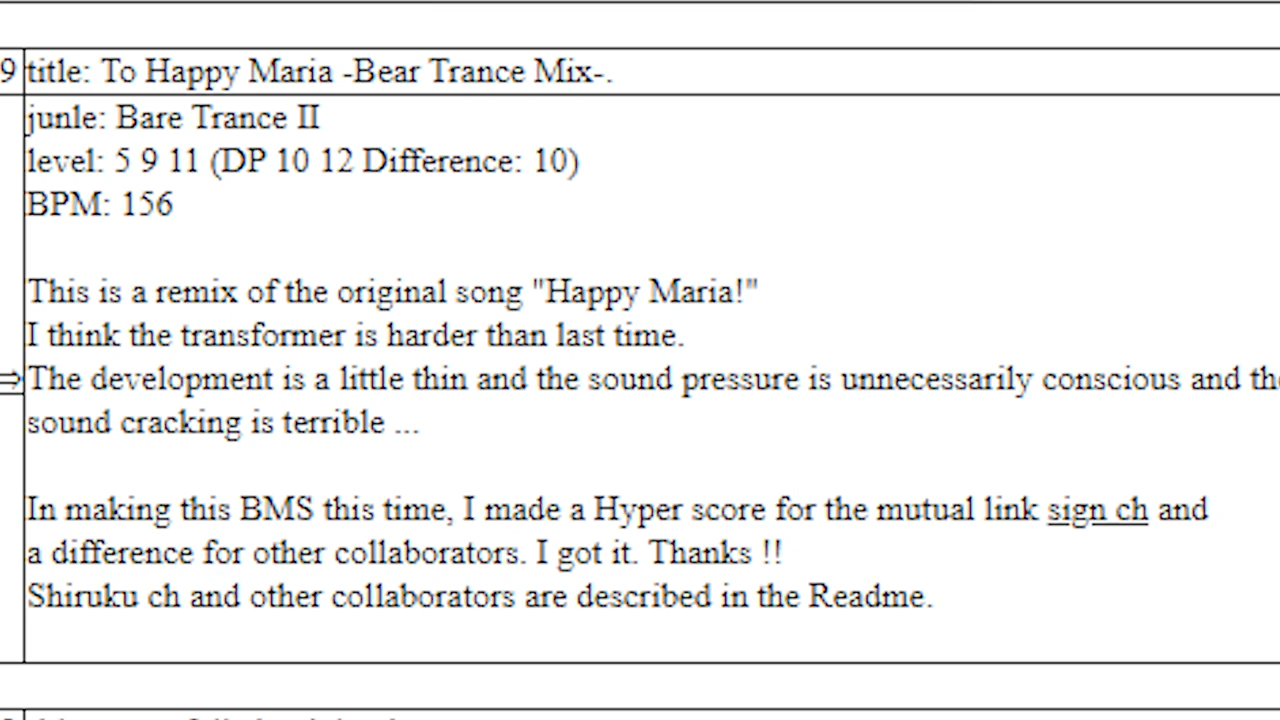 9 title: To Happy Maria -Bear Trance Mix-.
junle: Bare Trance II
level: 5 9 11 (DP 10 12 Difference: 10)
BPM: 156
This is a remix of the original song "Happy Maria!"
I think the transformer is harder than last time.
⇒ The development is a little thin and the sound pressure is unnecessarily conscious and the
sound cracking is terrible ...
In making this BMS this time, I made a Hyper score for the mutual link sign ch and
a difference for other collaborators. I got it. Thanks !!
Shiruku ch and other collaborators are described in the Readme.